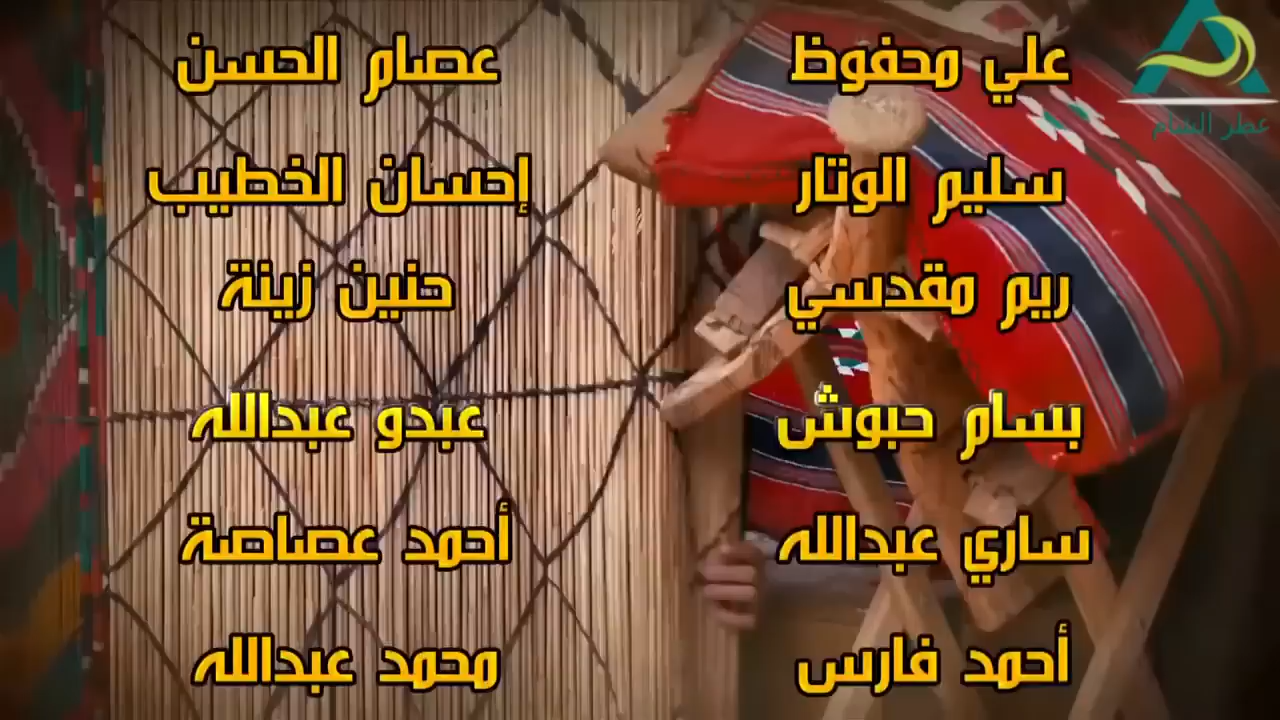 علي محفوظ
عصام الحسن
سليم الوتار
إحسان الخطيب
ريم مقدسي
حنين زينة
بسام حبوش
عبدو عبدالله
ساري عبدالله
أحمد عصاصة
أحمد فارس
محمد عبدالله
عطر الشام